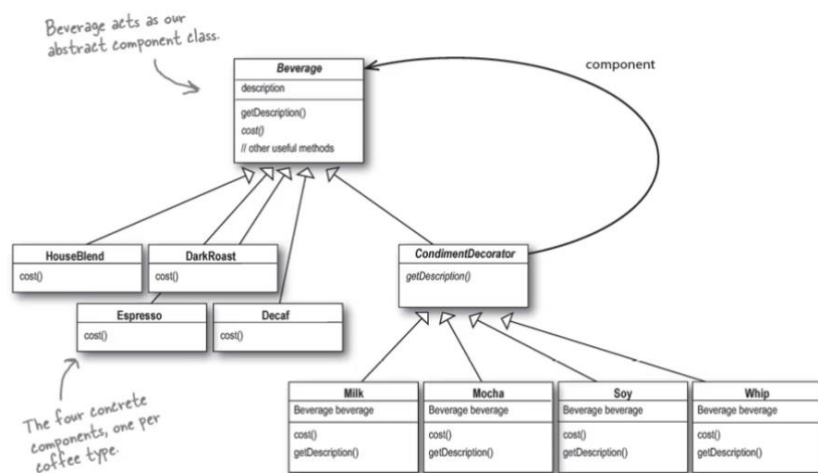 Beverage acts as our
abstract component class.
Beverage
description
getDescription()
cost()
// other useful methods
component
HouseBlend
cost()
DarkRoast
cost()
Espresso
cost()
Decaf
cost()
CondimentDecorator
getDescription()
The four concrete
components, one per
coffee type.
Milk
Beverage beverage
cost()
getDescription()
Mocha
Beverage beverage
cost()
getDescription()
Soy
Beverage beverage
cost()
getDescription()
Whip
Beverage beverage
cost()
getDescription()